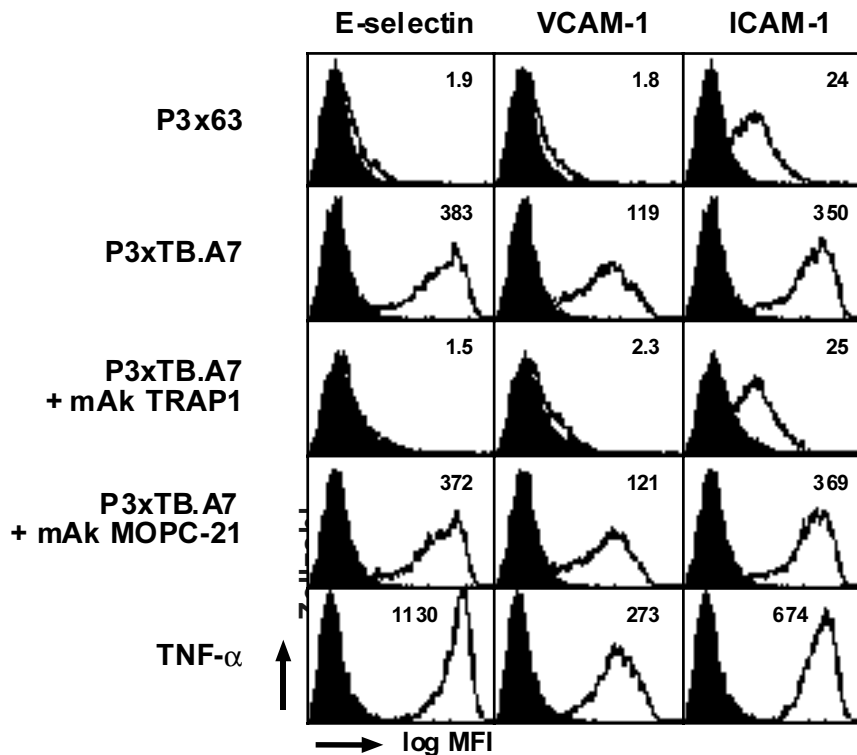 E-selectin VCAM-1 ICAM-1
P3x63 1.9 1.8 24
P3xTB.A7 383 119 350
P3xTB.A7 1.5 2.3 25
+ mAk TRAP1
P3xTB.A7 372 121 369
+ mAk MOPC-21
TNF-α 1130 273 674
log MFI